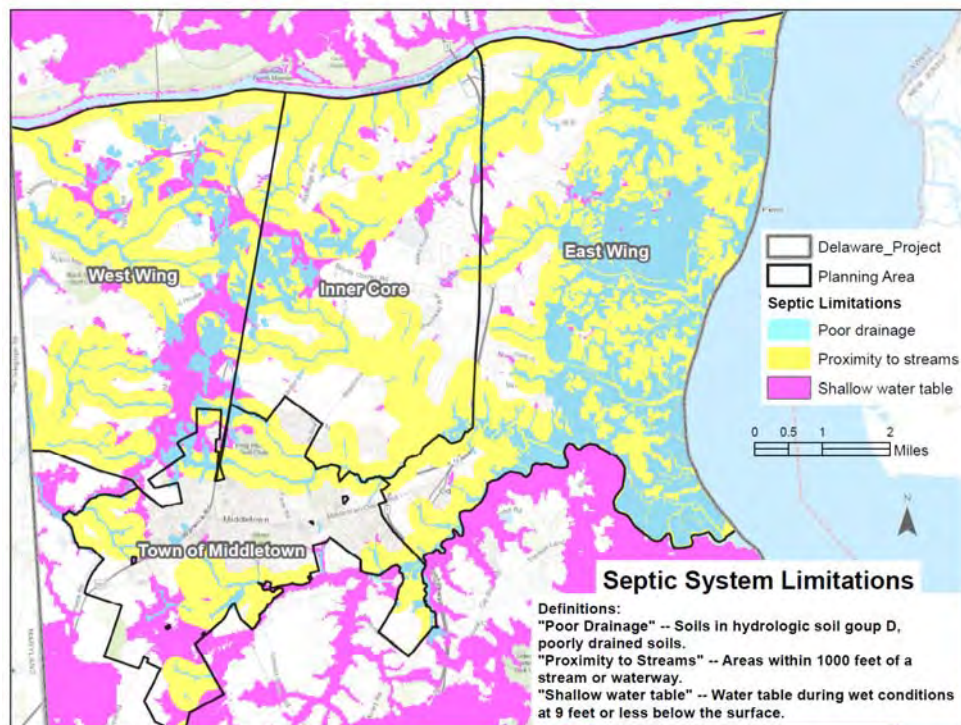 NEW JERSEY
West Wing
Inner Core
East Wing
Delaware_Project
Planning Area
Septic Limitations
Poor drainage
Proximity to streams
Shallow water table
0 0.5 1 2
Miles
N
Middletown
Town of Middletown
MARYLAND
Septic System Limitations
Definitions:
"Poor Drainage" -- Soils in hydrologic soil goup D,
poorly drained soils.
"Proximity to Streams" -- Areas within 1000 feet of a
stream or waterway.
"Shallow water table" -- Water table during wet conditions
at 9 feet or less below the surface.